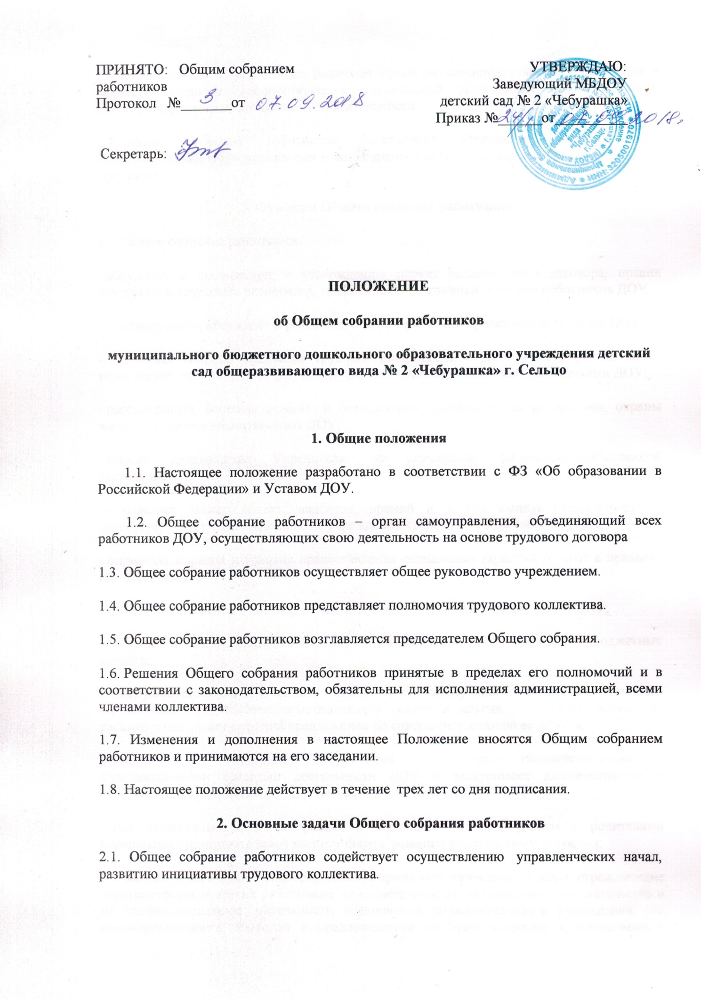 ПРИНЯТО: Общим собранием
работников
Протокол № 3 от 07.09.2018
Секретарь:
УТВЕРЖДАЮ:
Заведующий МБДОУ
детский сад № 2 «Чебурашка»
Приказ № 24/1 от 07.09.2018г
ПОЛОЖЕНИЕ
об Общем собрании работников
муниципального бюджетного дошкольного образовательного учреждения детский
сад общеразвивающего вида № 2 «Чебурашка» г. Сельцо
1. Общие положения
1.1. Настоящее положение разработано в соответствии с ФЗ «Об образовании в
Российской Федерации» и Уставом ДОУ.
1.2. Общее собрание работников – орган самоуправления, объединяющий всех
работников ДОУ, осуществляющих свою деятельность на основе трудового договора
1.3. Общее собрание работников осуществляет общее руководство учреждением.
1.4. Общее собрание работников представляет полномочия трудового коллектива.
1.5. Общее собрание работников возглавляется председателем Общего собрания.
1.6. Решения Общего собрания работников принятые в пределах его полномочий и в
соответствии с законодательством, обязательны для исполнения администрацией, всеми
членами коллектива.
1.7. Изменения и дополнения в настоящее Положение вносятся Общим собранием
работников и принимаются на его заседании.
1.8. Настоящее положение действует в течение трех лет со дня подписания.
2. Основные задачи Общего собрания работников
2.1. Общее собрание работников содействует осуществлению управленческих начал,
развитию инициативы трудового коллектива.